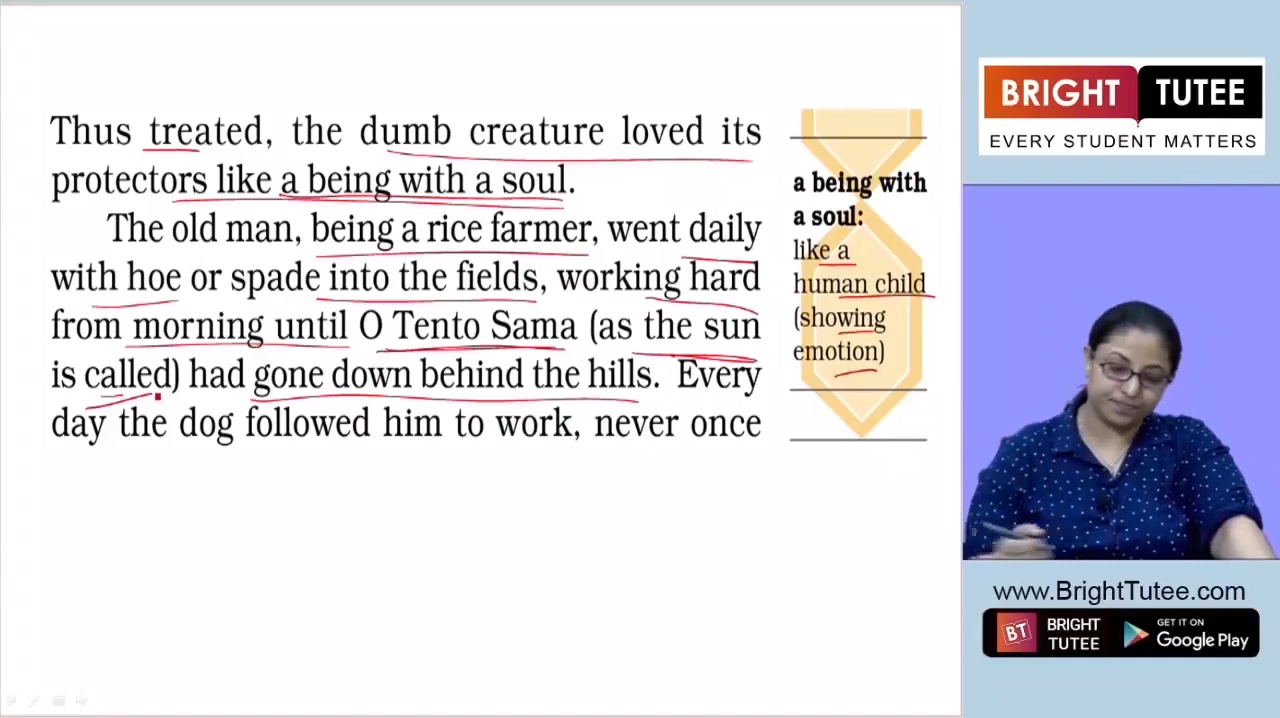 Thus treated, the dumb creature loved its
protectors like a being with a soul.
The old man, being a rice farmer, went daily
with hoe or spade into the fields, working hard
from morning until O Tento Sama (as the sun
is called) had gone down behind the hills. Every
day the dog followed him to work, never once
a being with
a soul:
like a
human child
(showing
emotion)
BRIGHT TUTEE
EVERY STUDENT MATTERS
www.BrightTutee.com
BT
BRIGHT
TUTEE
GET IT ON
Google Play